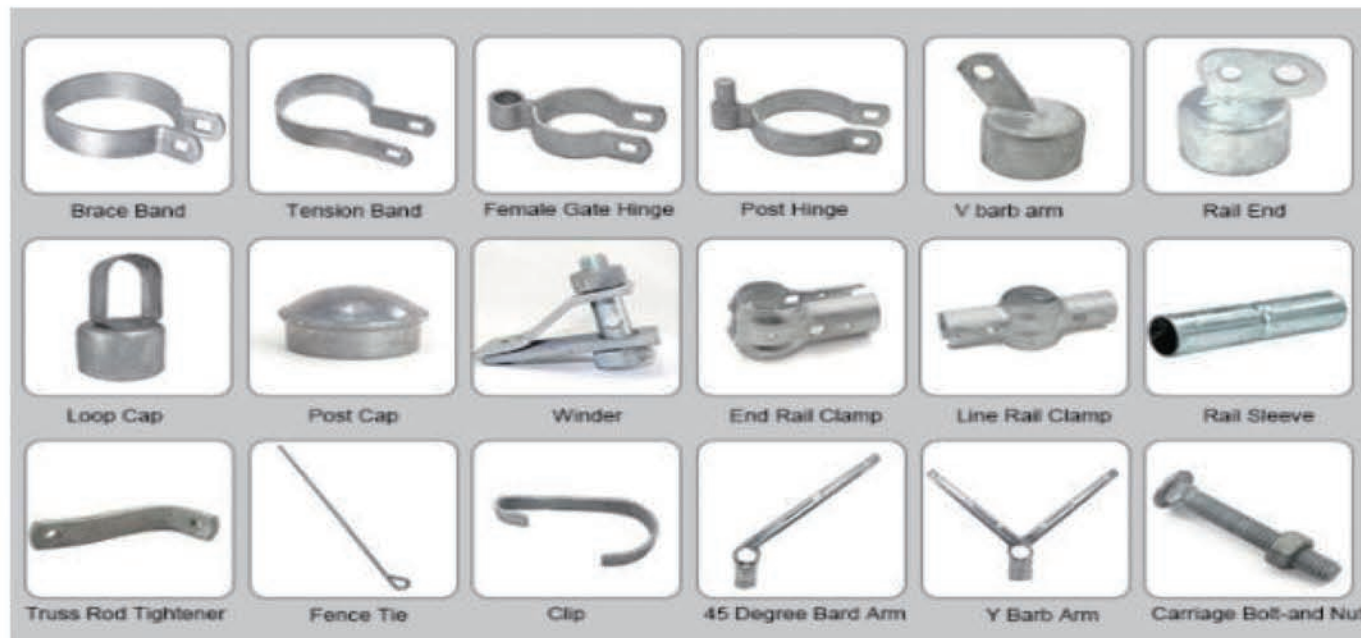 Brace Band
Tension Band
Female Gate Hinge
Post Hinge
V barb arm
Rail End
Loop Cap
Post Cap
Winder
End Rail Clamp
Line Rail Clamp
Rail Sleeve
Truss Rod Tightener
Fence Tie
Clip
45 Degree Bard Arm
Y Barb Arm
Carriage Bolt-and Nut